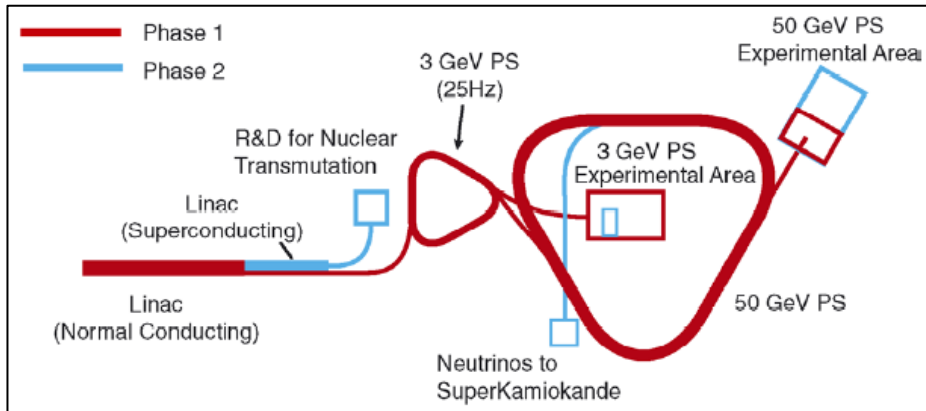 Phase 1
Phase 2
3 GeV PS
(25Hz)
50 GeV PS
Experimental Area
R&D for Nuclear
Transmutation
3 GeV PS
Experimental Area
Linac
(Superconducting)
Linac
(Normal Conducting)
50 GeV PS
Neutrinos to
SuperKamiokande